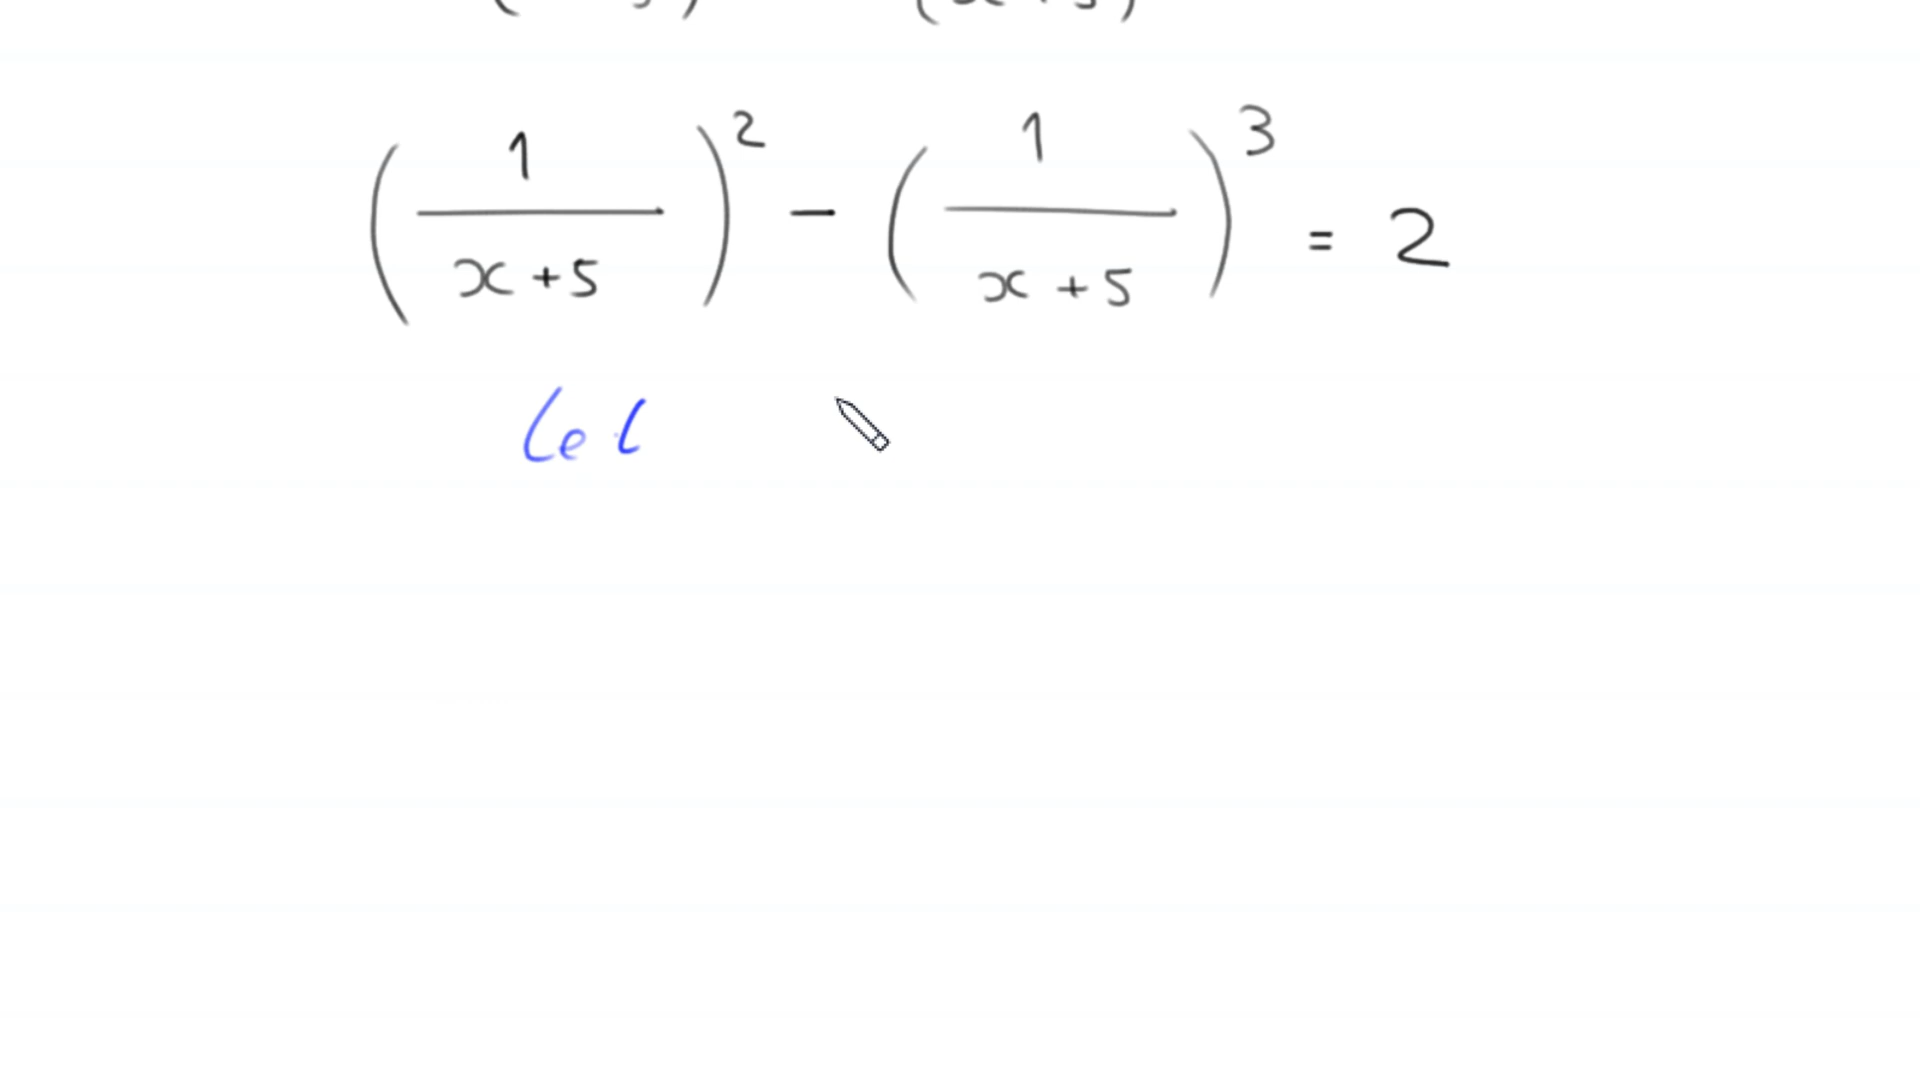 (1/(x+5))² - (1/(x+5))³ = 2
Let